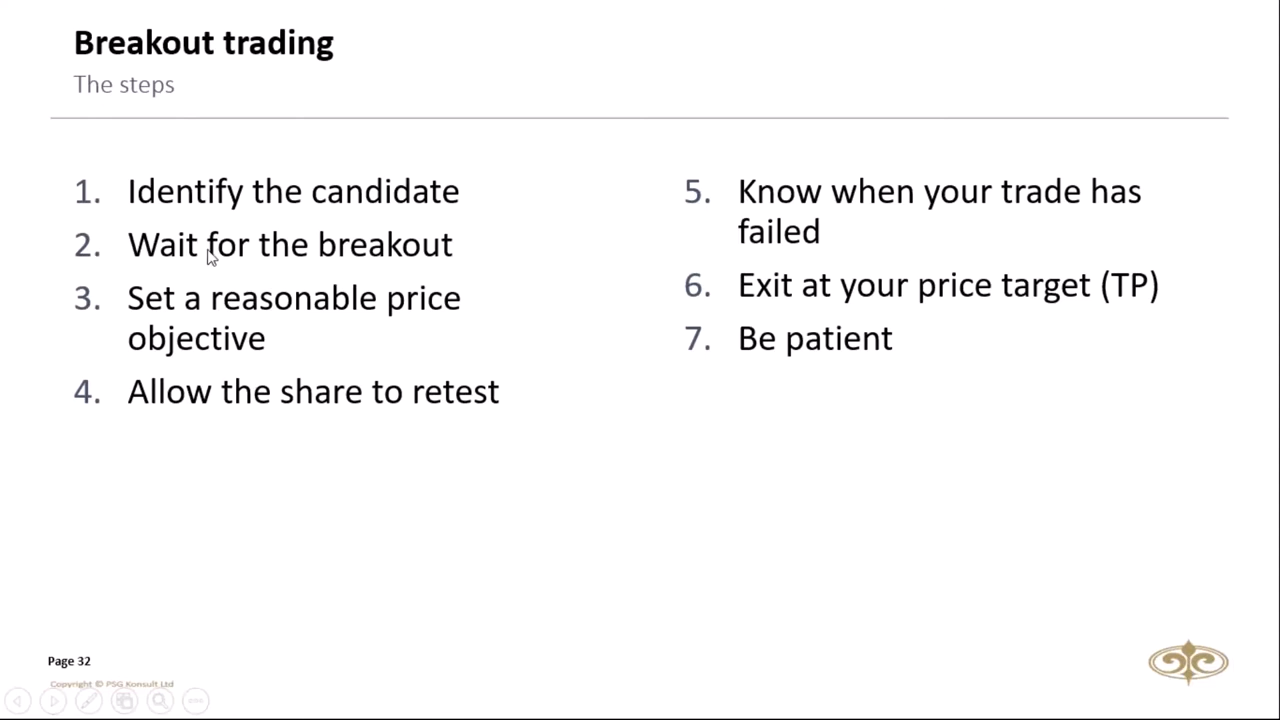 Breakout trading
The steps
1. Identify the candidate
2. Wait for the breakout
3. Set a reasonable price
objective
4. Allow the share to retest
5. Know when your trade has
failed
6. Exit at your price target (TP)
7. Be patient
Page 32
Copyright © PSG Konsult Ltd